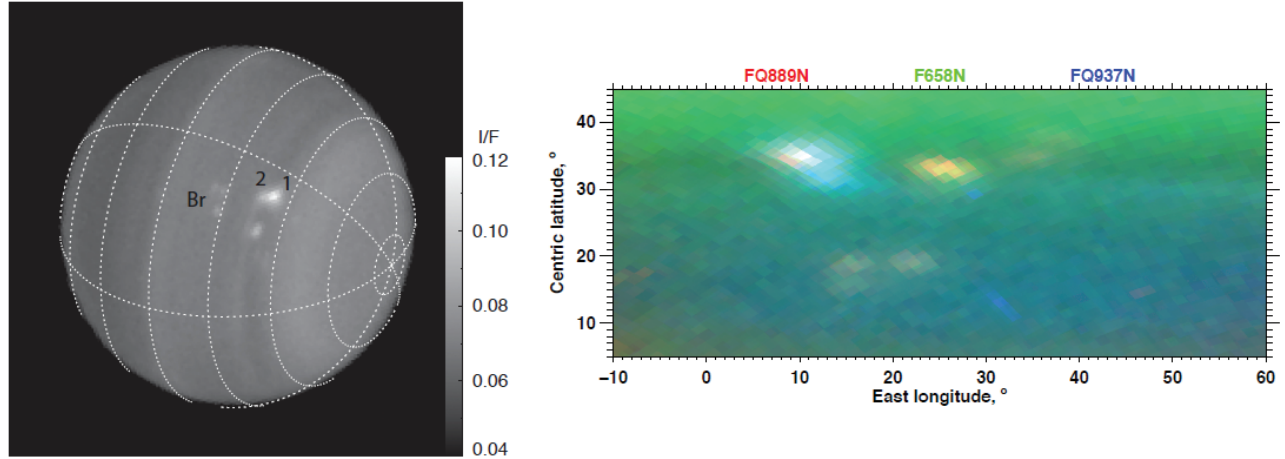 I/F
0.12
0.10
0.08
0.06
0.04
Br
2
1
FQ889N F658N FQ937N
Centric latitude, °
40
30
20
10
−10 0 10 20 30 40 50 60
East longitude, °